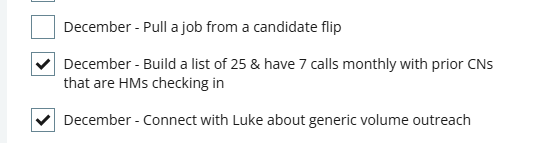 December - Pull a job from a candidate flip
December - Build a list of 25 & have 7 calls monthly with prior CNs
that are HMs checking in
December - Connect with Luke about generic volume outreach